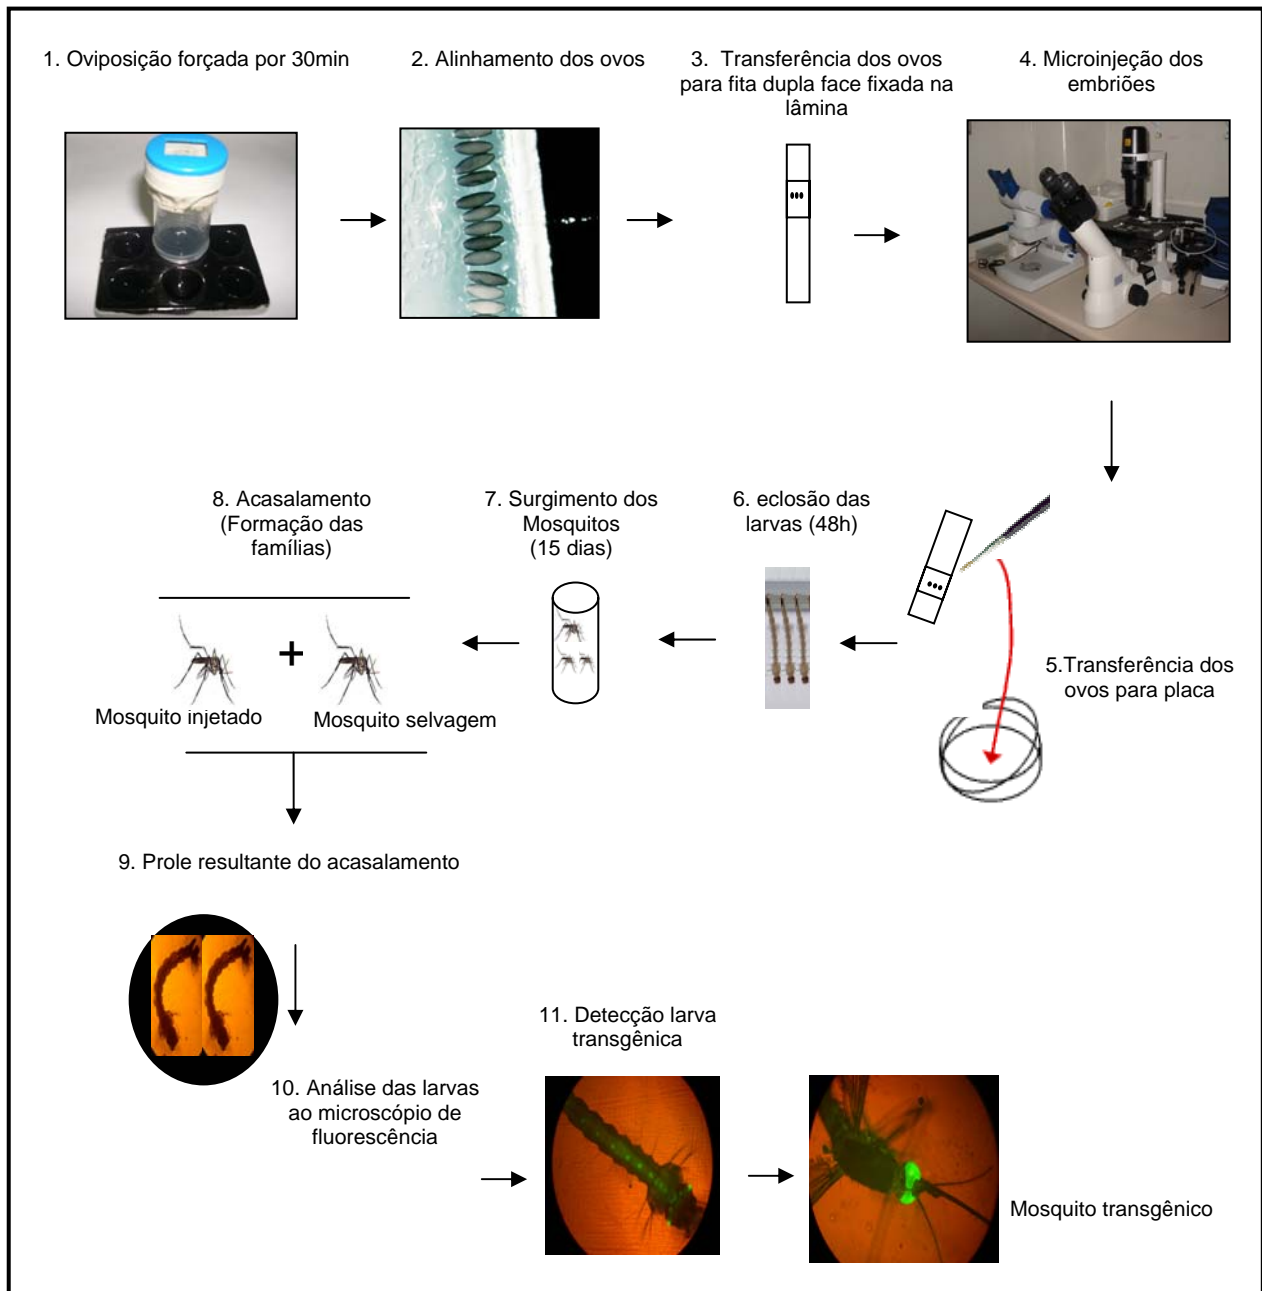 1. Oviposição forçada por 30min
2. Alinhamento dos ovos
3. Transferência dos ovos
para fita dupla face fixada na
lâmina
4. Microinjeção dos
embriões
5.Transferência dos
ovos para placa
6. eclosão das
larvas (48h)
7. Surgimento dos
Mosquitos
(15 dias)
8. Acasalamento
(Formação das
famílias)
+
Mosquito injetado
Mosquito selvagem
9. Prole resultante do acasalamento
10. Análise das larvas
ao microscópio de
fluorescência
11. Detecção larva
transgênica
Mosquito transgênico